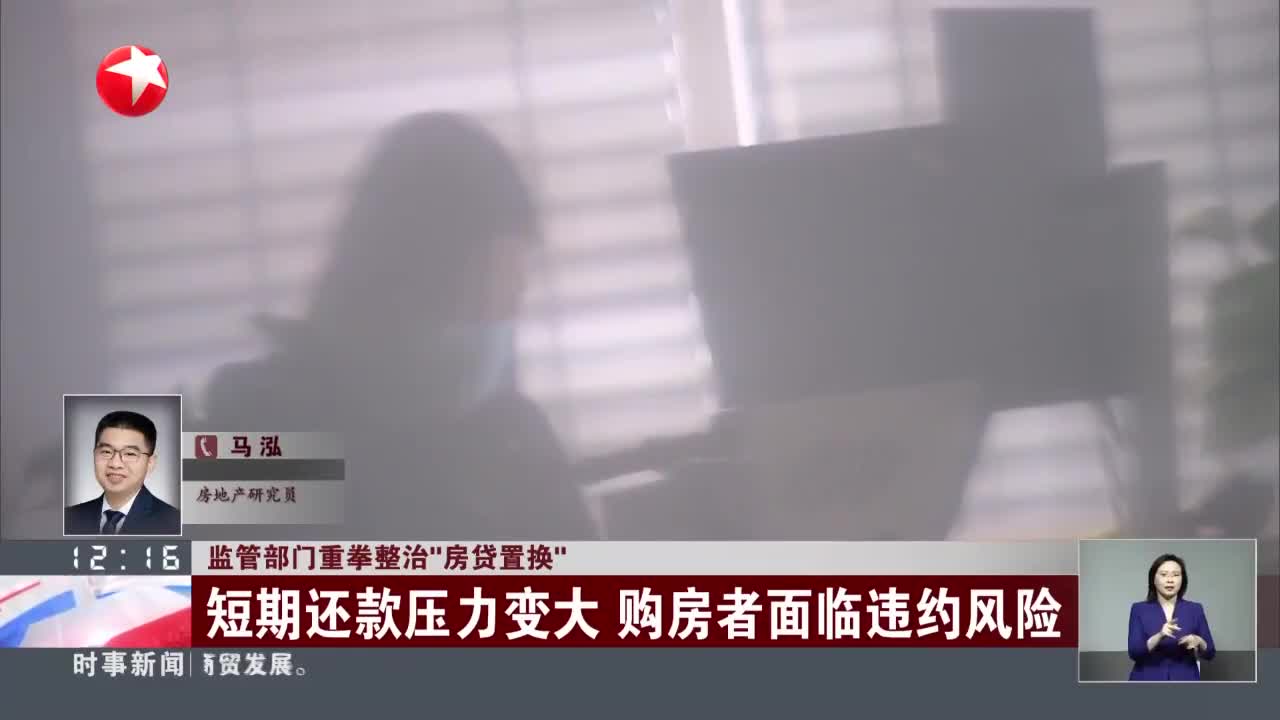 马泓
房地产研究员
12:16
监管部门重拳整治"房贷置换"
短期还款压力变大 购房者面临违约风险
时事新闻 商贸发展。